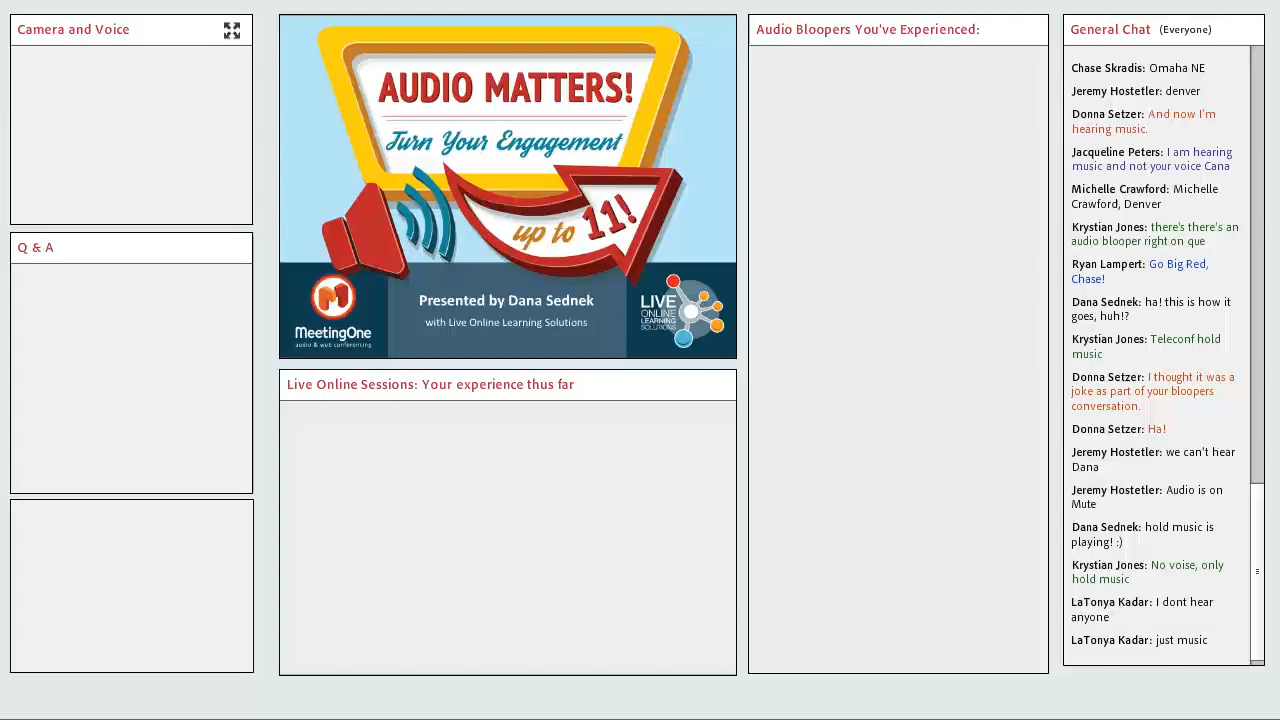 Camera and Voice
Q & A
AUDIO MATTERS!
Turn Your Engagement
up to 11!
Presented by Dana Sednek
with Live Online Learning Solutions
MeetingOne
audio & web conferencing
LIVE
ONLINE
LEARNING
SOLUTIONS
Live Online Sessions: Your experience thus far
Audio Bloopers You've Experienced:
General Chat (Everyone)
Chase Skradis: Omaha NE
Jeremy Hostetler: denver
Donna Setzer: And now I'm
hearing music.
Jacqueline Peters: I am hearing
music and not your voice Cana
Michelle Crawford: Michelle
Crawford, Denver
Krystian Jones: there's there's an
audio blooper right on que
Ryan Lampert: Go Big Red,
Chase!
Dana Sednek: ha! this is how it
goes, huh!?
Krystian Jones: Teleconf hold
music
Donna Setzer: I thought it was a
joke as part of your bloopers
conversation.
Donna Setzer: Ha!
Jeremy Hostetler: we can't hear
Dana
Jeremy Hostetler: Audio is on
Mute
Dana Sednek: hold music is
playing! :)
Krystian Jones: No voise, only
hold music
LaTonya Kadar: I dont hear
anyone
LaTonya Kadar: just music